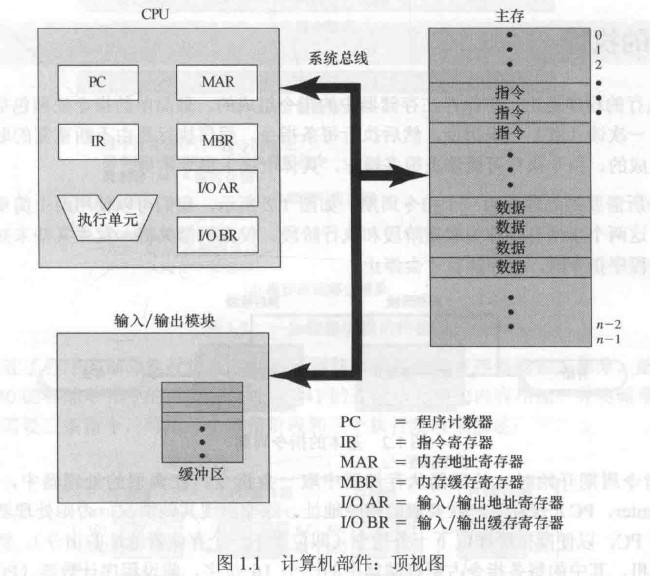 CPU
主存
系统总线
PC
MAR
IR
MBR
I/O AR
执行单元
I/O BR
0
1
2
指令
指令
指令
数据
数据
数据
数据
n−2
n−1
输入/输出模块
缓冲区
PC = 程序计数器
IR = 指令寄存器
MAR = 内存地址寄存器
MBR = 内存缓存寄存器
I/O AR = 输入/输出地址寄存器
I/O BR = 输入/输出缓存寄存器
图 1.1 计算机部件：顶视图